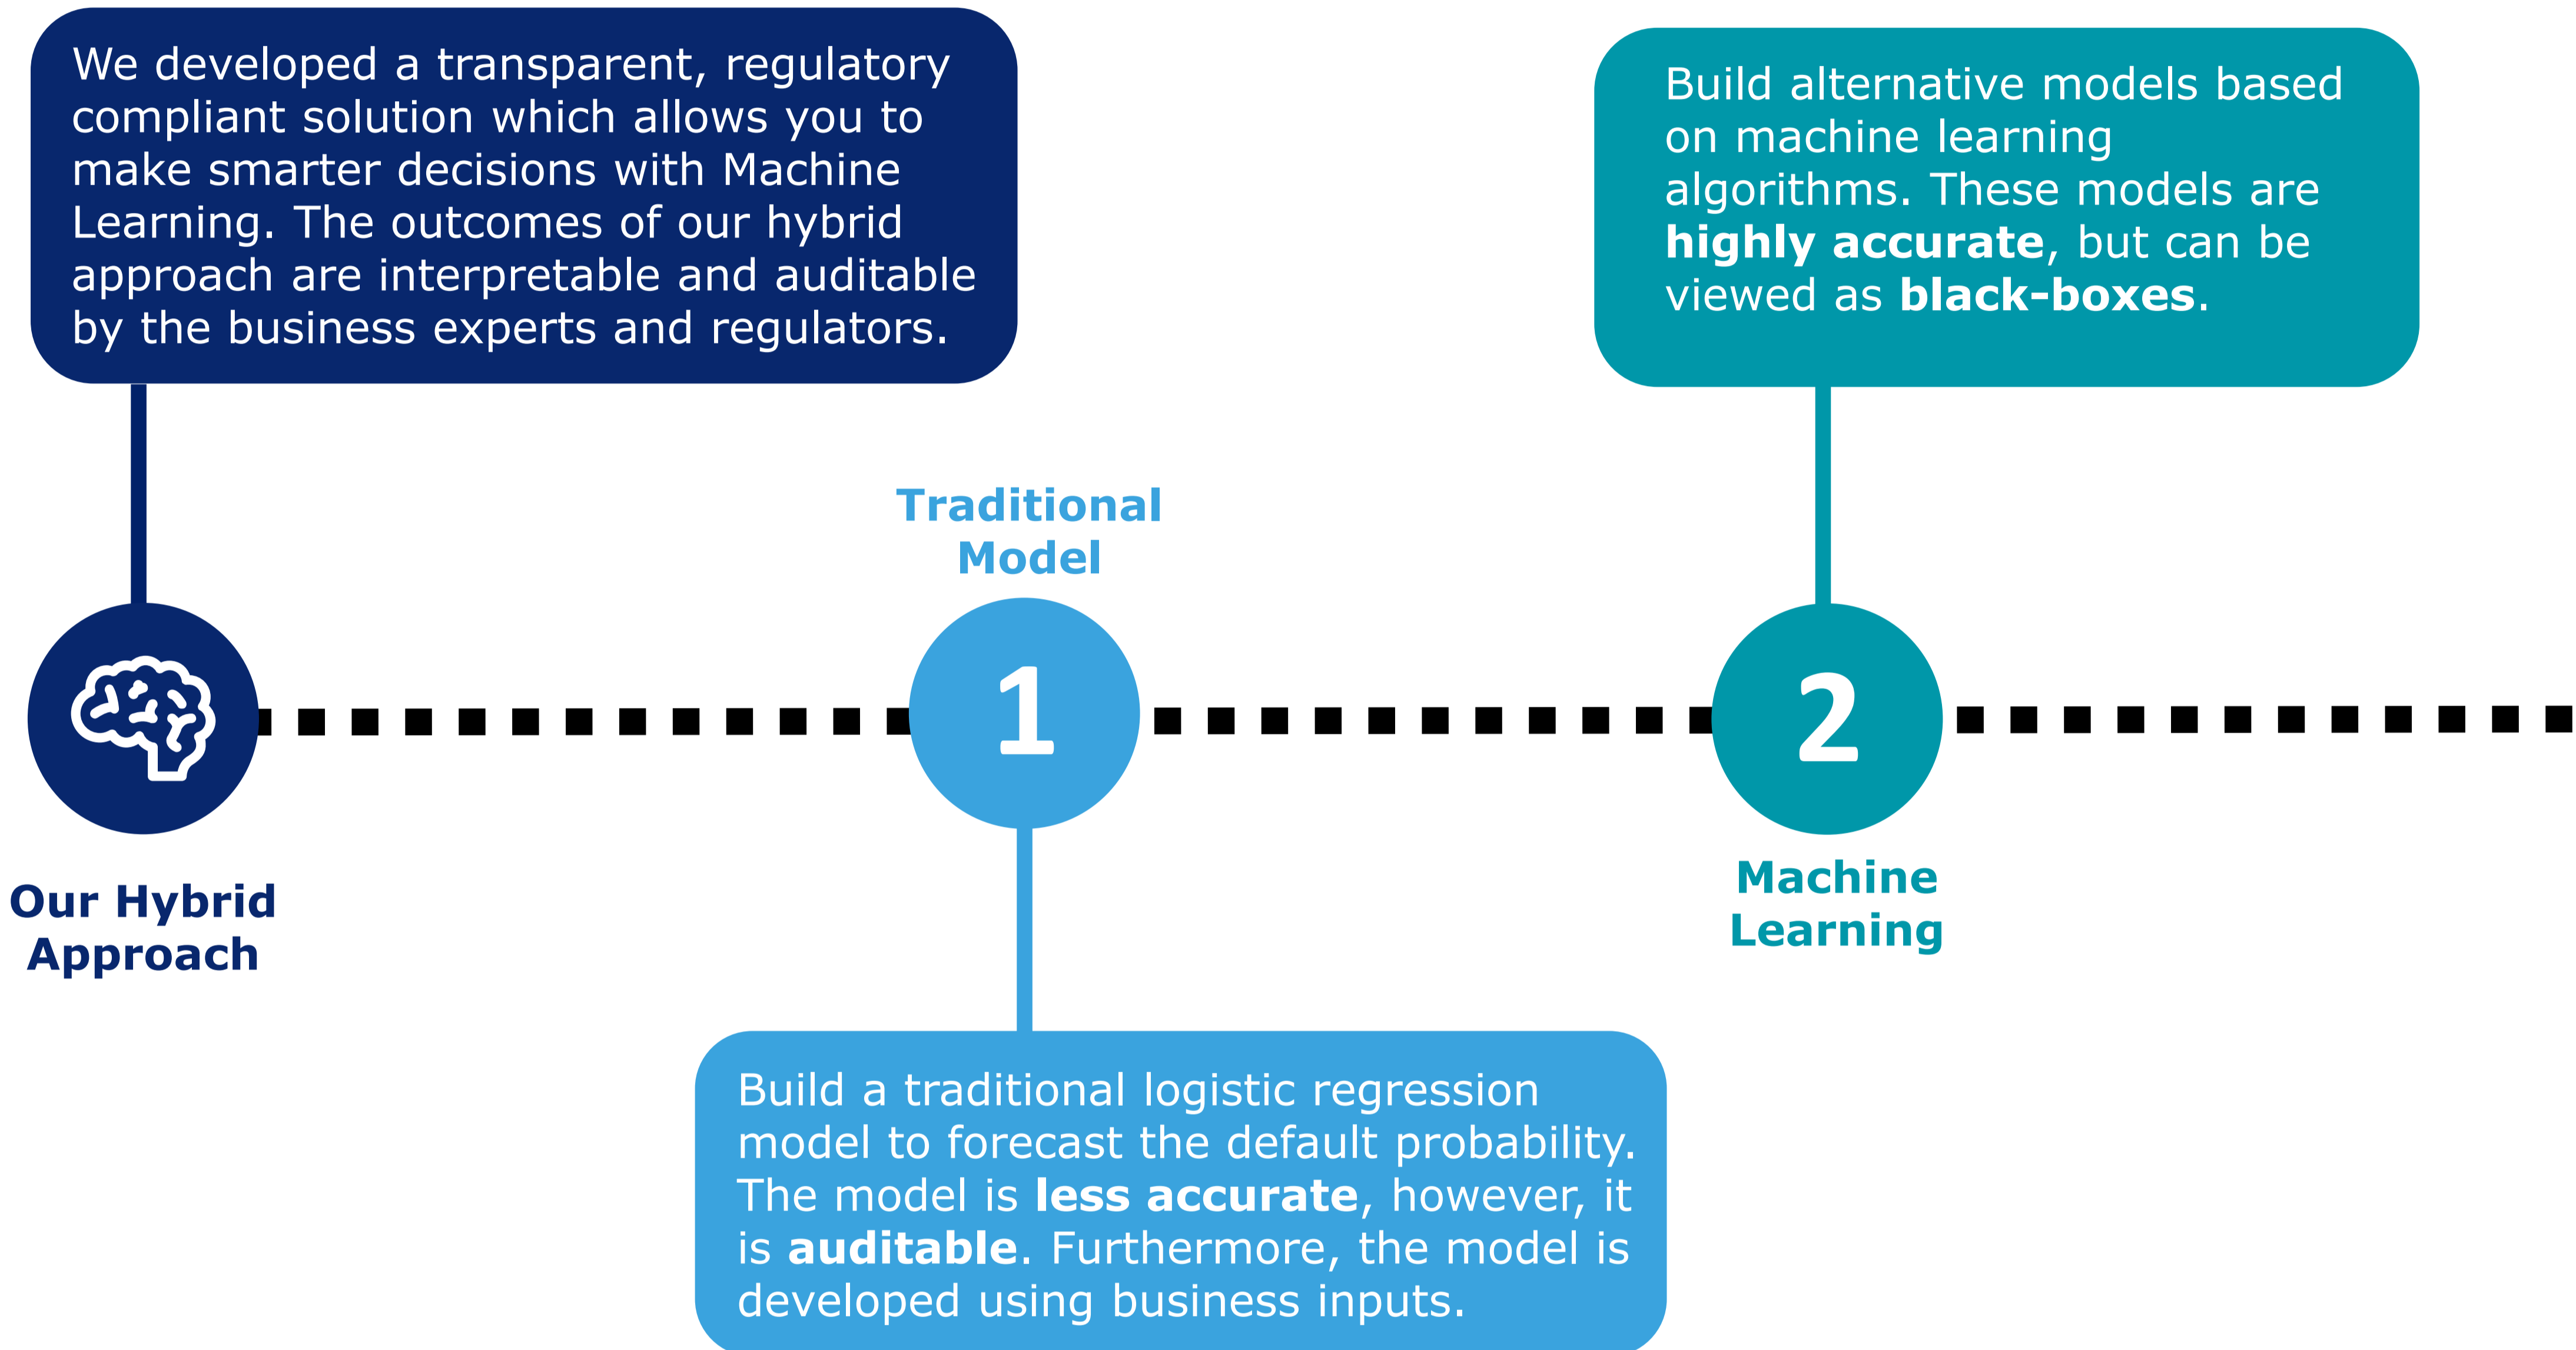 We developed a transparent, regulatory
compliant solution which allows you to
make smarter decisions with Machine
Learning. The outcomes of our hybrid
approach are interpretable and auditable
by the business experts and regulators.
Our Hybrid
Approach
Traditional
Model
1
Build a traditional logistic regression
model to forecast the default probability.
The model is less accurate, however, it
is auditable. Furthermore, the model is
developed using business inputs.
Build alternative models based
on machine learning
algorithms. These models are
highly accurate, but can be
viewed as black-boxes.
2
Machine
Learning